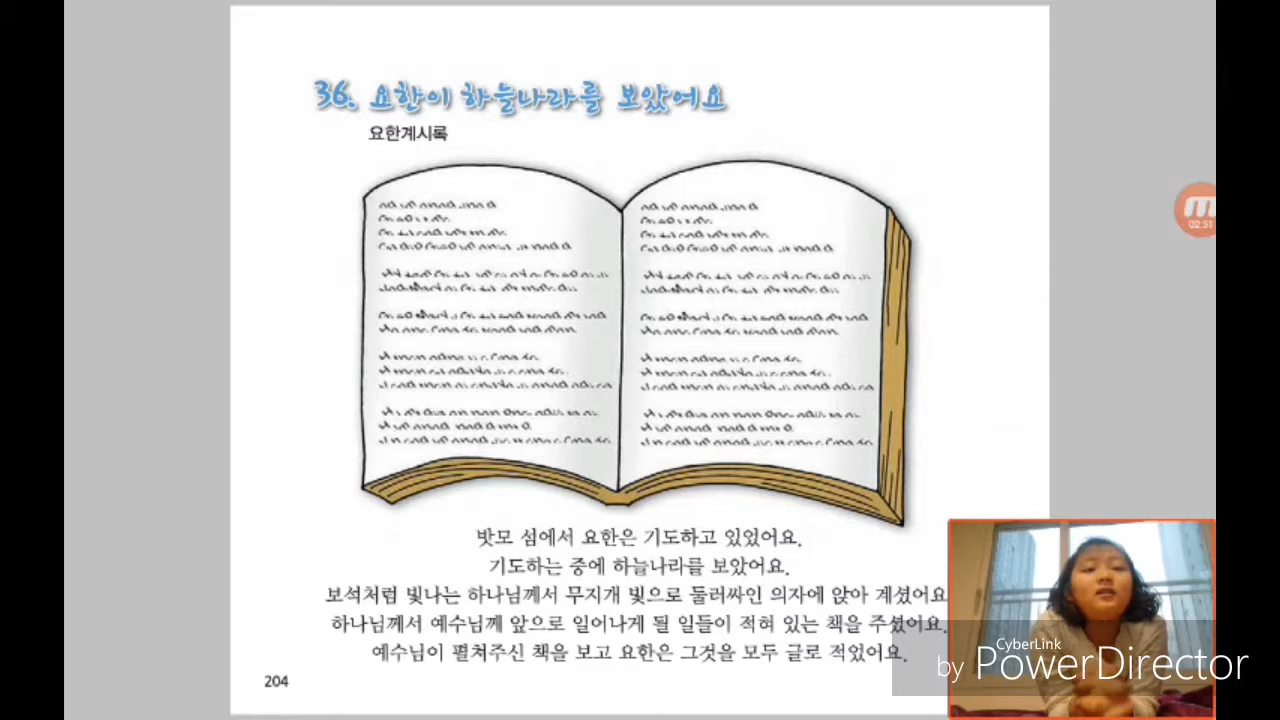 36. 요한이 하늘나라를 보았어요
요한계시록
02:51
밧모 섬에서 요한은 기도하고 있었어요.
기도하는 중에 하늘나라를 보았어요.
보석처럼 빛나는 하나님께서 무지개 빛으로 둘러싸인 의자에 앉아 계셨어요
하나님께서 예수님께 앞으로 일어나게 될 일들이 적혀 있는 책을 주셨어요.
예수님이 펼쳐주신 책을 보고 요한은 그것을 모두 글로 적었어요.
204
CyberLink
by PowerDirector